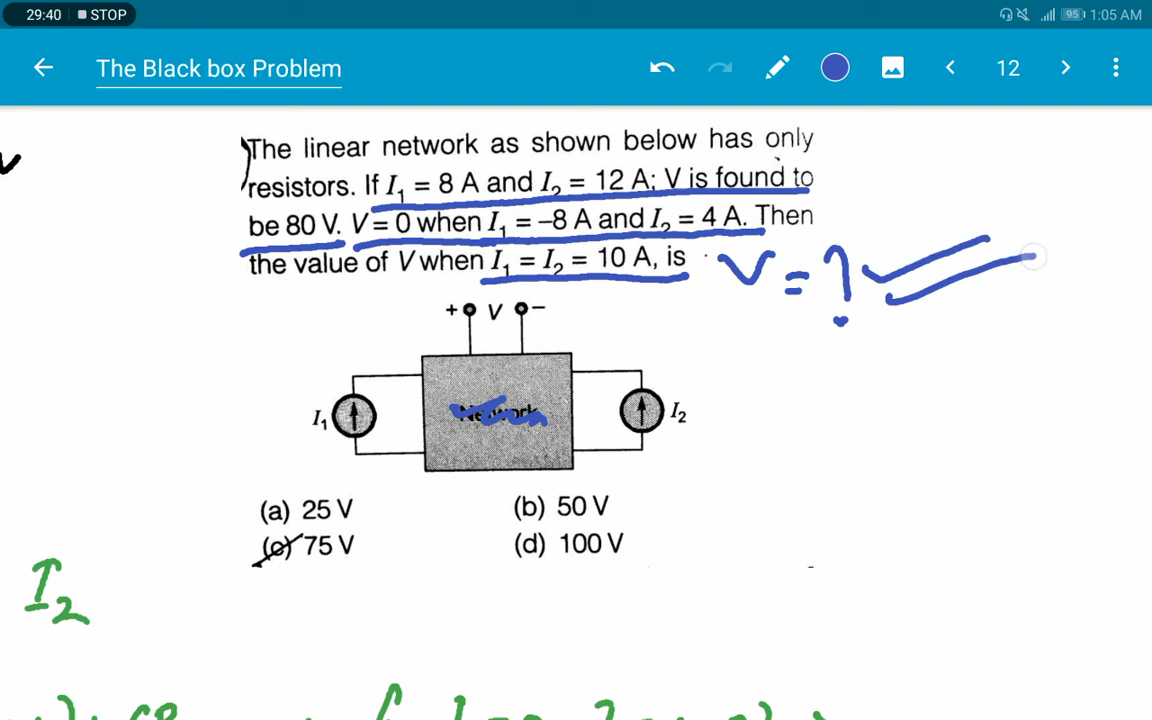 29:40 STOP 95 1:05 AM
The Black box Problem 12
The linear network as shown below has only
resistors. If I₁ = 8 A and I₂ = 12 A; V is found to
be 80 V. V = 0 when I₁ = –8 A and I₂ = 4 A. Then
the value of V when I₁ = I₂ = 10 A, is V = ?
+ V –
I₁ Network I₂
(a) 25 V (b) 50 V
(c) 75 V (d) 100 V
I₂